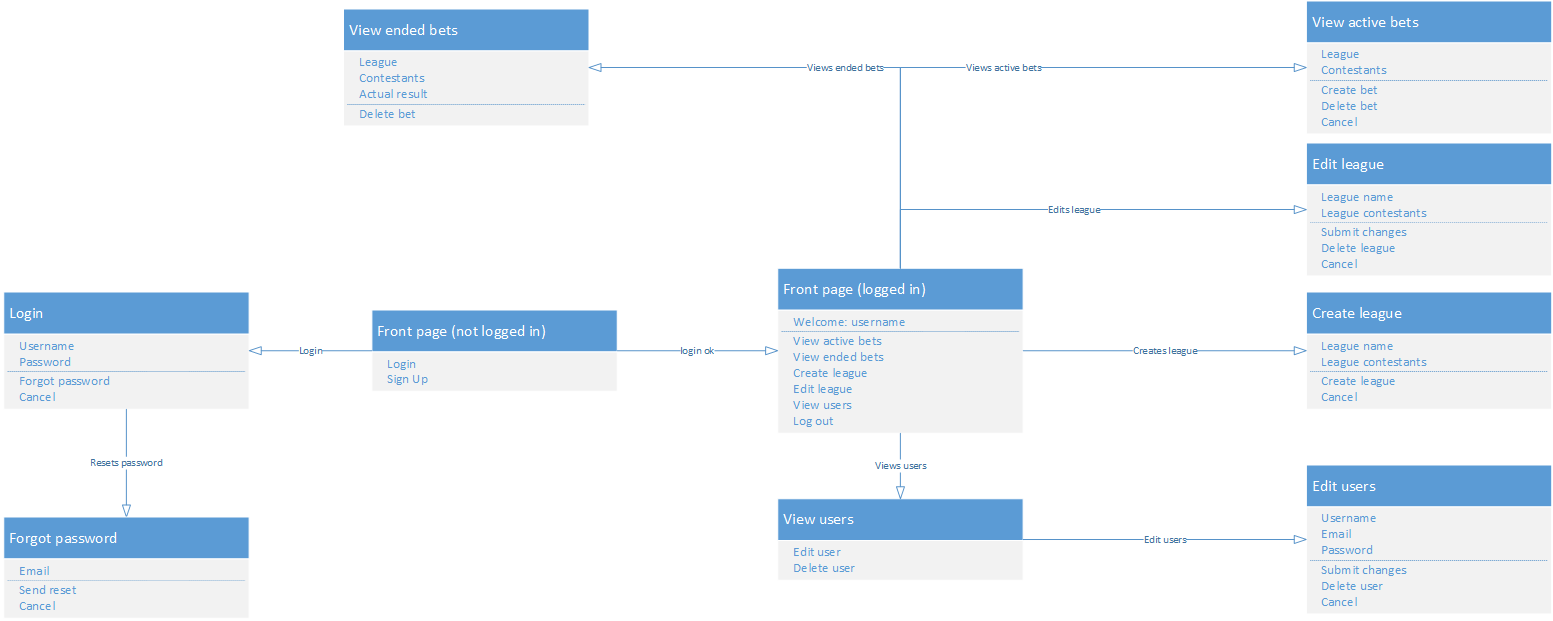 View ended bets
League
Contestants
Actual result
Delete bet
Views ended bets
Views active bets
View active bets
League
Contestants
Create bet
Delete bet
Cancel
Edits league
Edit league
League name
League contestants
Submit changes
Delete league
Cancel
Login
Username
Password
Forgot password
Cancel
Login
Front page (not logged in)
Login
Sign Up
login ok
Front page (logged in)
Welcome: username
View active bets
View ended bets
Create league
Edit league
View users
Log out
Creates league
Create league
League name
League contestants
Create league
Cancel
Resets password
Forgot password
Email
Send reset
Cancel
Views users
View users
Edit user
Delete user
Edit users
Edit users
Username
Email
Password
Submit changes
Delete user
Cancel